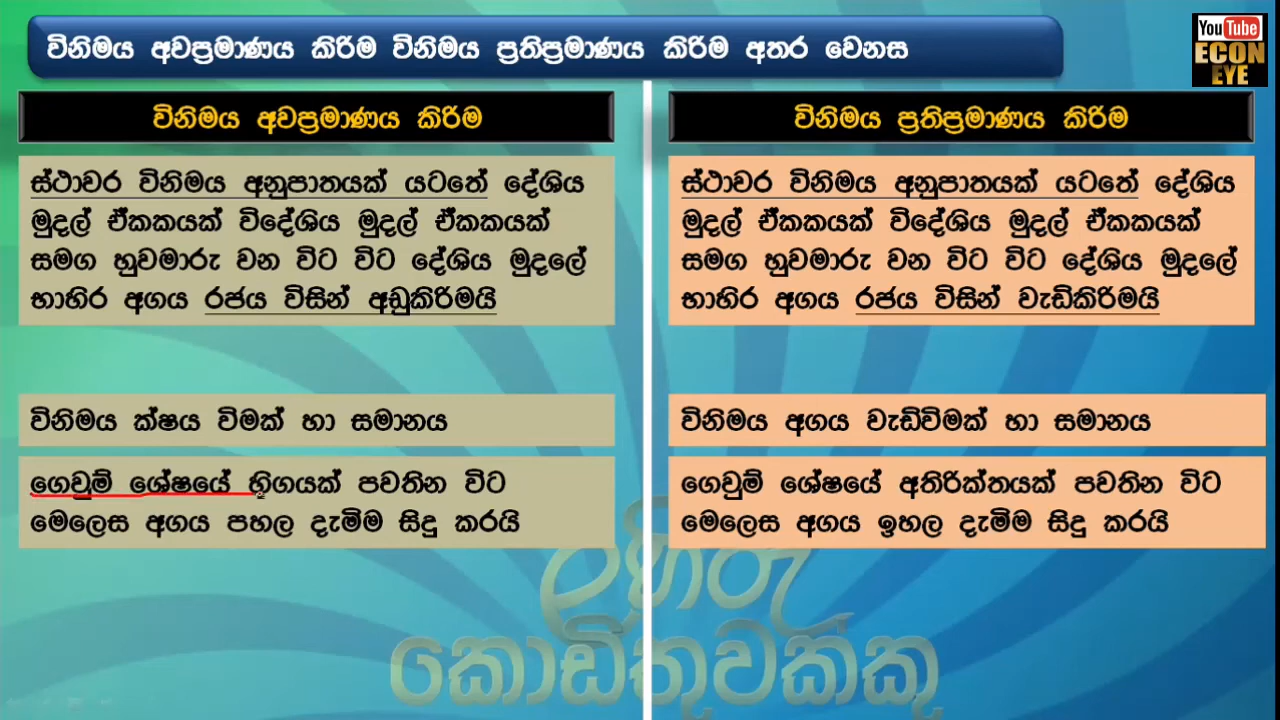 විනිමය අවප්‍රමාණය කිරිම විනිමය ප්‍රතිප්‍රමාණය කිරිම අතර වෙනස
YouTube
ECON
EYE
විනිමය අවප්‍රමාණය කිරිම
ස්ථාවර විනිමය අනුපාතයක් යටතේ දේශිය
මුදල් ඒකකයක් විදේශිය මුදල් ඒකකයක්
සමග හුවමාරු වන විට විට දේශිය මුදලේ
භාහිර අගය රජය විසින් අඩුකිරිමයි
විනිමය ක්ෂය විමක් හා සමානය
ගෙවුම් ශේෂයේ හිගයක් පවතින විට
මෙලෙස අගය පහල දැමිම සිදු කරයි
විනිමය ප්‍රතිප්‍රමාණය කිරිම
ස්ථාවර විනිමය අනුපාතයක් යටතේ දේශිය
මුදල් ඒකකයක් විදේශිය මුදල් ඒකකයක්
සමග හුවමාරු වන විට විට දේශිය මුදලේ
භාහිර අගය රජය විසින් වැඩිකිරිමයි
විනිමය අගය වැඩිවිමක් හා සමානය
ගෙවුම් ශේෂයේ අතිරික්තයක් පවතින විට
මෙලෙස අගය ඉහල දැමිම සිදු කරයි
ලහිරු
කොඩිතුවක්කු